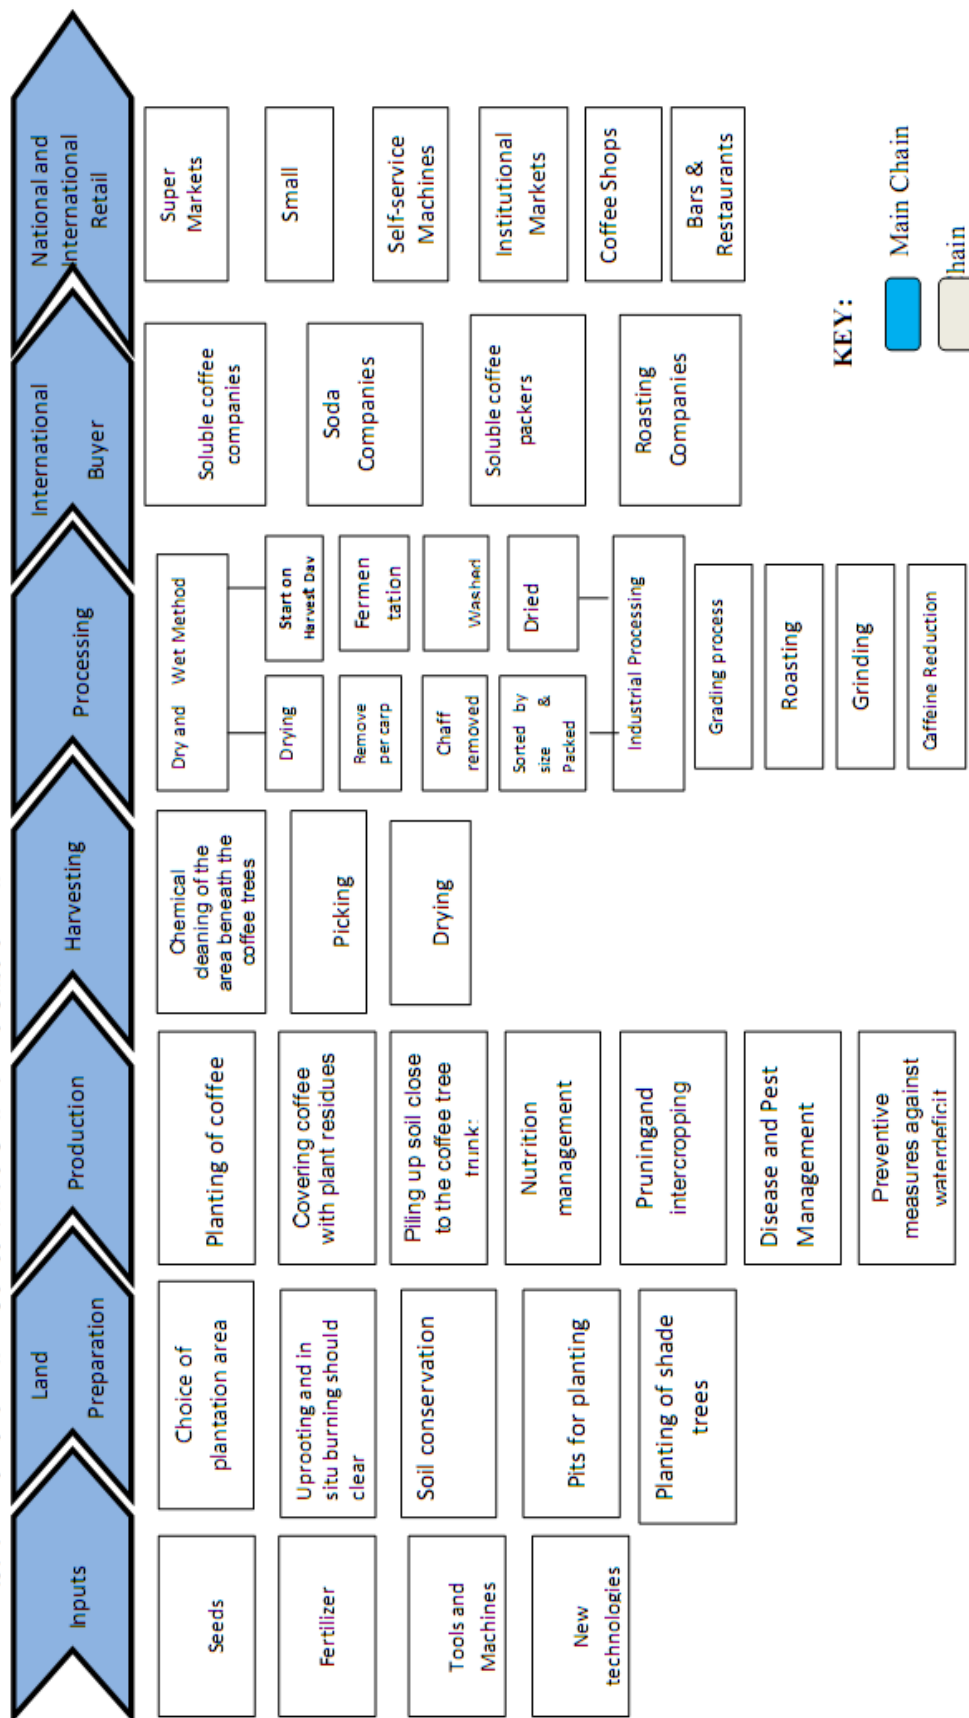 Inputs
Land
Preparation
Production
Harvesting
Processing
International
Buyer
National and
International
Retail
Seeds
Fertilizer
Tools and
Machines
New
technologies
Choice of
plantation area
Uprooting and in
situ burning should
clear
Soil conservation
Pits for planting
Planting of shade
trees
Planting of coffee
Covering coffee
with plant residues
Piling up soil close
to the coffee tree
trunk:
Nutrition
management
Pruningand
intercropping
Disease and Pest
Management
Preventive
measures against
waterdeficit
Chemical
cleaning of the
area beneath the
coffee trees
Picking
Drying
Dry and Wet Method
Drying
Remove
per carp
Chaff
removed
Sorted by
size &
Packed
Start on
Harvest Day
Fermen
tation
Washed
Dried
Industrial Processing
Grading process
Roasting
Grinding
Caffeine Reduction
Soluble coffee
companies
Soda
Companies
Soluble coffee
packers
Roasting
Companies
Super
Markets
Small
Self-service
Machines
Institutional
Markets
Coffee Shops
Bars &
Restaurants
KEY:
Main Chain
hain